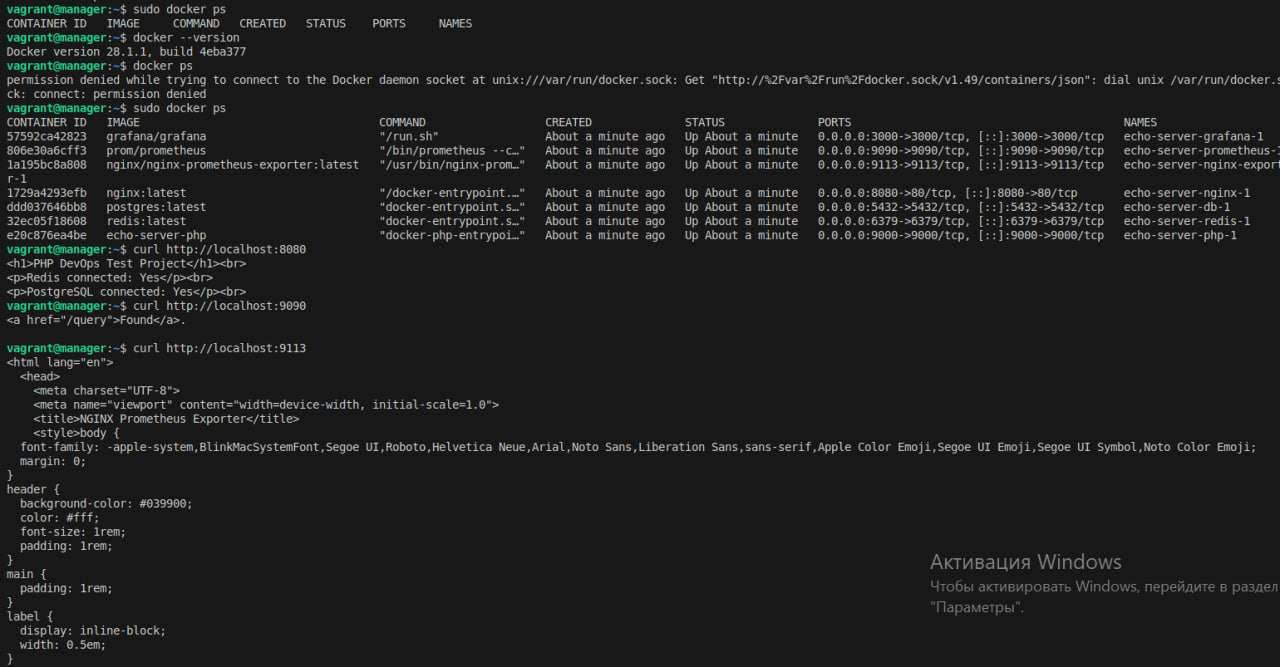 vagrant@manager:~$ sudo docker ps
CONTAINER ID   IMAGE     COMMAND   CREATED   STATUS    PORTS     NAMES
vagrant@manager:~$ docker --version
Docker version 28.1.1, build 4eba377
vagrant@manager:~$ docker ps
permission denied while trying to connect to the Docker daemon socket at unix:///var/run/docker.sock: Get "http://%2Fvar%2Frun%2Fdocker.sock/v1.49/containers/json": dial unix /var/run/docker.s
ck: connect: permission denied
vagrant@manager:~$ sudo docker ps
CONTAINER ID   IMAGE                                    COMMAND                  CREATED              STATUS              PORTS                                         NAMES
57592ca42823   grafana/grafana                          "/run.sh"                About a minute ago   Up About a minute   0.0.0.0:3000->3000/tcp, [::]:3000->3000/tcp   echo-server-grafana-1
806e30a6cff3   prom/prometheus                          "/bin/prometheus --c…"   About a minute ago   Up About a minute   0.0.0.0:9090->9090/tcp, [::]:9090->9090/tcp   echo-server-prometheus-1
1a195bc8a808   nginx/nginx-prometheus-exporter:latest   "/usr/bin/nginx-prom…"   About a minute ago   Up About a minute   0.0.0.0:9113->9113/tcp, [::]:9113->9113/tcp   echo-server-nginx-export
r-1
1729a4293efb   nginx:latest                             "/docker-entrypoint.…"   About a minute ago   Up About a minute   0.0.0.0:8080->80/tcp, [::]:8080->80/tcp       echo-server-nginx-1
ddd037646bb8   postgres:latest                          "docker-entrypoint.s…"   About a minute ago   Up About a minute   0.0.0.0:5432->5432/tcp, [::]:5432->5432/tcp   echo-server-db-1
32ec05f18608   redis:latest                             "docker-entrypoint.s…"   About a minute ago   Up About a minute   0.0.0.0:6379->6379/tcp, [::]:6379->6379/tcp   echo-server-redis-1
e20c876ea4be   echo-server-php                          "docker-php-entrypoi…"   About a minute ago   Up About a minute   0.0.0.0:9000->9000/tcp, [::]:9000->9000/tcp   echo-server-php-1
vagrant@manager:~$ curl http://localhost:8080
<h1>PHP DevOps Test Project</h1><br>
<p>Redis connected: Yes</p><br>
<p>PostgreSQL connected: Yes</p><br>
vagrant@manager:~$ curl http://localhost:9090
<a href="/query">Found</a>.
vagrant@manager:~$ curl http://localhost:9113
<html lang="en">
  <head>
    <meta charset="UTF-8">
    <meta name="viewport" content="width=device-width, initial-scale=1.0">
    <title>NGINX Prometheus Exporter</title>
    <style>body {
  font-family: -apple-system,BlinkMacSystemFont,Segoe UI,Roboto,Helvetica Neue,Arial,Noto Sans,Liberation Sans,sans-serif,Apple Color Emoji,Segoe UI Emoji,Segoe UI Symbol,Noto Color Emoji;
  margin: 0;
}
header {
  background-color: #039900;
  color: #fff;
  font-size: 1rem;
  padding: 1rem;
}
main {
  padding: 1rem;
}
label {
  display: inline-block;
  width: 0.5em;
}
Активация Windows
Чтобы активировать Windows, перейдите в раздел
"Параметры".